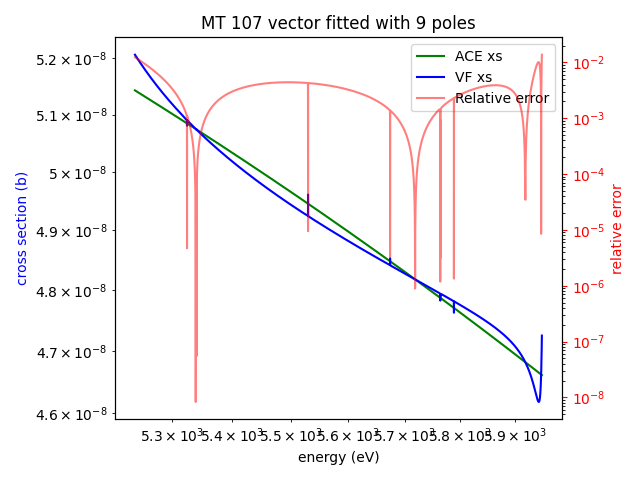 MT 107 vector fitted with 9 poles
ACE xs
VF xs
Relative error
5.2 × 10⁻⁸
5.1 × 10⁻⁸
5 × 10⁻⁸
4.9 × 10⁻⁸
4.8 × 10⁻⁸
4.7 × 10⁻⁸
4.6 × 10⁻⁸
cross section (b)
10⁻²
10⁻³
10⁻⁴
10⁻⁵
10⁻⁶
10⁻⁷
10⁻⁸
relative error
5.3 × 10³ 5.4 × 10³ 5.5 × 10³ 5.6 × 10³ 5.7 × 10³ 5.8 × 10³ 5.9 × 10³
energy (eV)